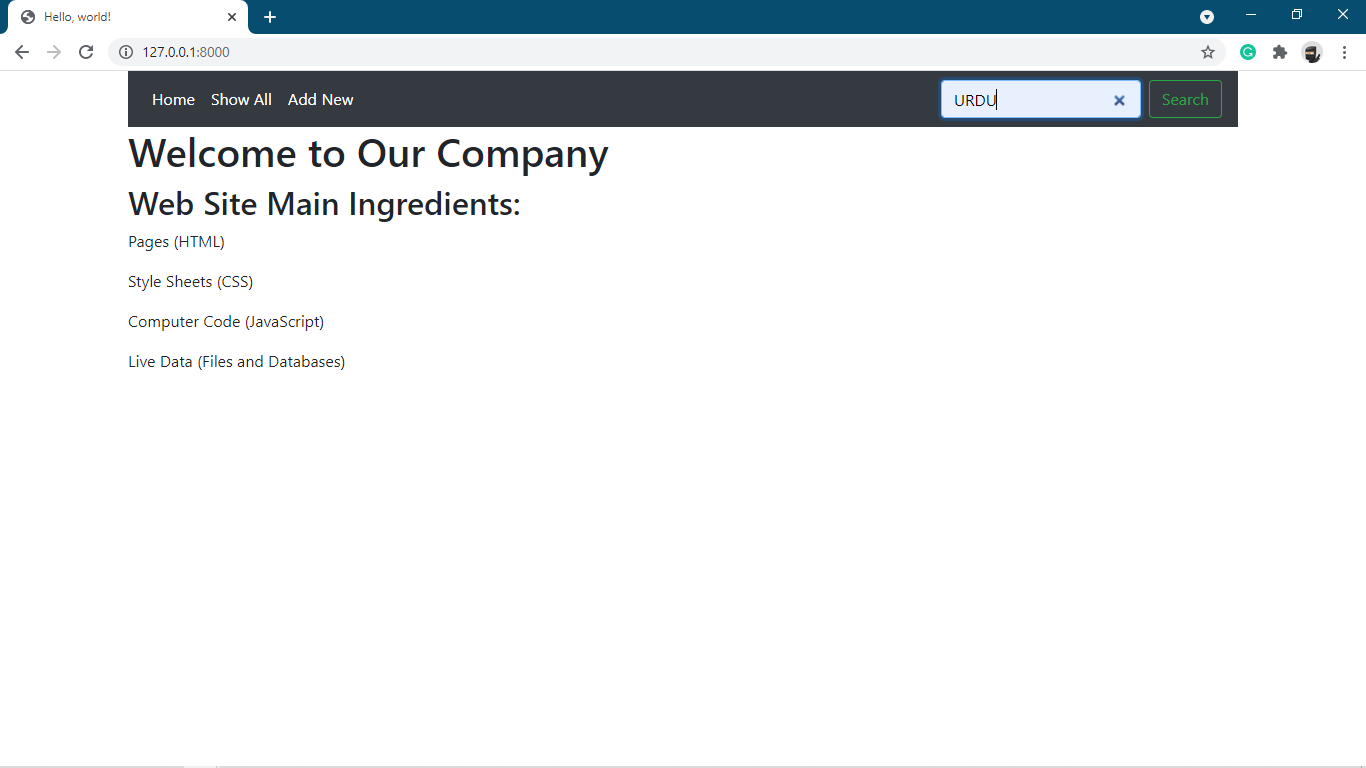 Hello, world!
127.0.0.1:8000
Home Show All Add New URDU Search
Welcome to Our Company
Web Site Main Ingredients:
Pages (HTML)
Style Sheets (CSS)
Computer Code (JavaScript)
Live Data (Files and Databases)